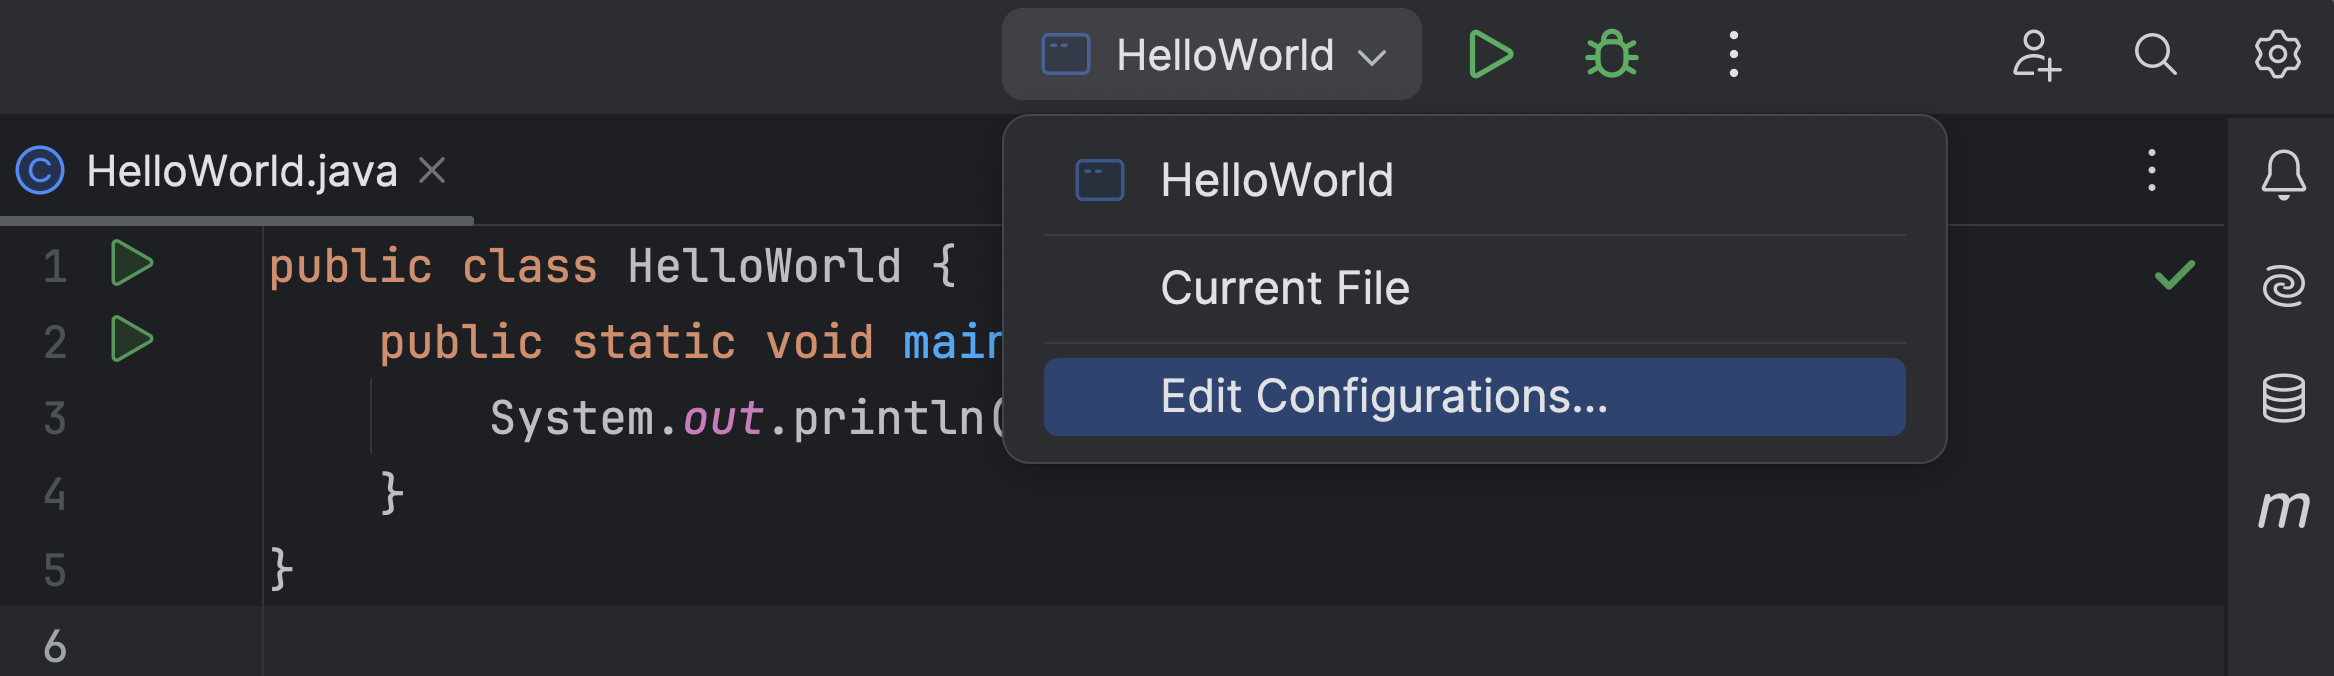 HelloWorld
HelloWorld.java
HelloWorld
Current File
Edit Configurations...
1 public class HelloWorld {
2 public static void main
3 System.out.println(
4 }
5 }
6
m